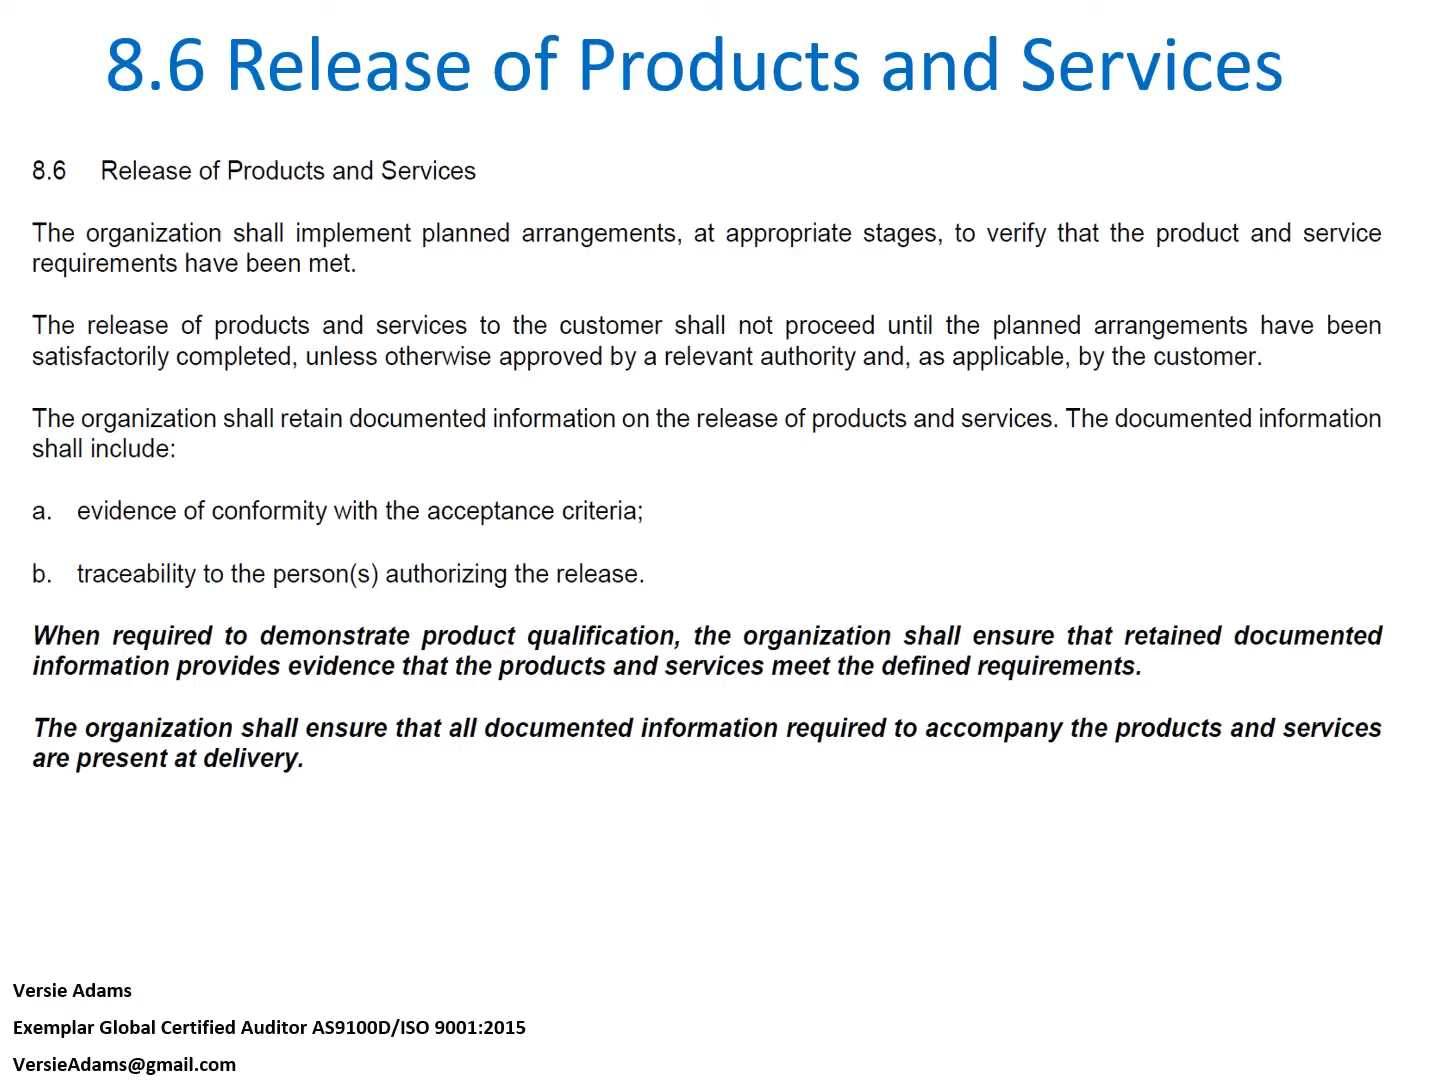 8.6 Release of Products and Services
8.6 Release of Products and Services
The organization shall implement planned arrangements, at appropriate stages, to verify that the product and service
requirements have been met.
The release of products and services to the customer shall not proceed until the planned arrangements have been
satisfactorily completed, unless otherwise approved by a relevant authority and, as applicable, by the customer.
The organization shall retain documented information on the release of products and services. The documented information
shall include:
a. evidence of conformity with the acceptance criteria;
b. traceability to the person(s) authorizing the release.
When required to demonstrate product qualification, the organization shall ensure that retained documented
information provides evidence that the products and services meet the defined requirements.
The organization shall ensure that all documented information required to accompany the products and services
are present at delivery.
Versie Adams
Exemplar Global Certified Auditor AS9100D/ISO 9001:2015
VersieAdams@gmail.com